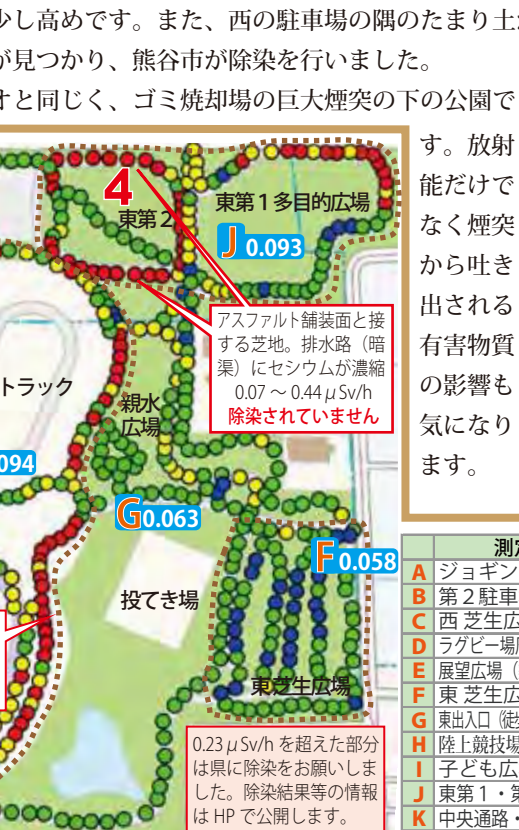 少し高めです。また、西の駐車場の隅のたまり土
が見つかり、熊谷市が除染を行いました。
オと同じく、ゴミ焼却場の巨大煙突の下の公園で
す。放射
能だけで
なく煙突
から吐き
出される
有害物質
の影響も
気になり
ます。
4
東第2
東第1多目的広場
J 0.093
アスファルト舗装面と接
する芝地。排水路（暗
渠）にセシウムが濃縮
0.07 〜 0.44 μSv/h
除染されていません
トラック
親水
広場
094
G 0.063
F 0.058
投てき場
東芝生広場
0.23 μSv/h を超えた部分
は県に除染をお願いしま
した。除染結果等の情報
は HP で公開します。
測
A ジョギン
B 第2駐車
C 西 芝生広
D ラグビー場
E 展望広場（
F 東 芝生広
G 東出入口（
H 陸上競技場
I 子ども広
J 東第1・第
K 中央通路・